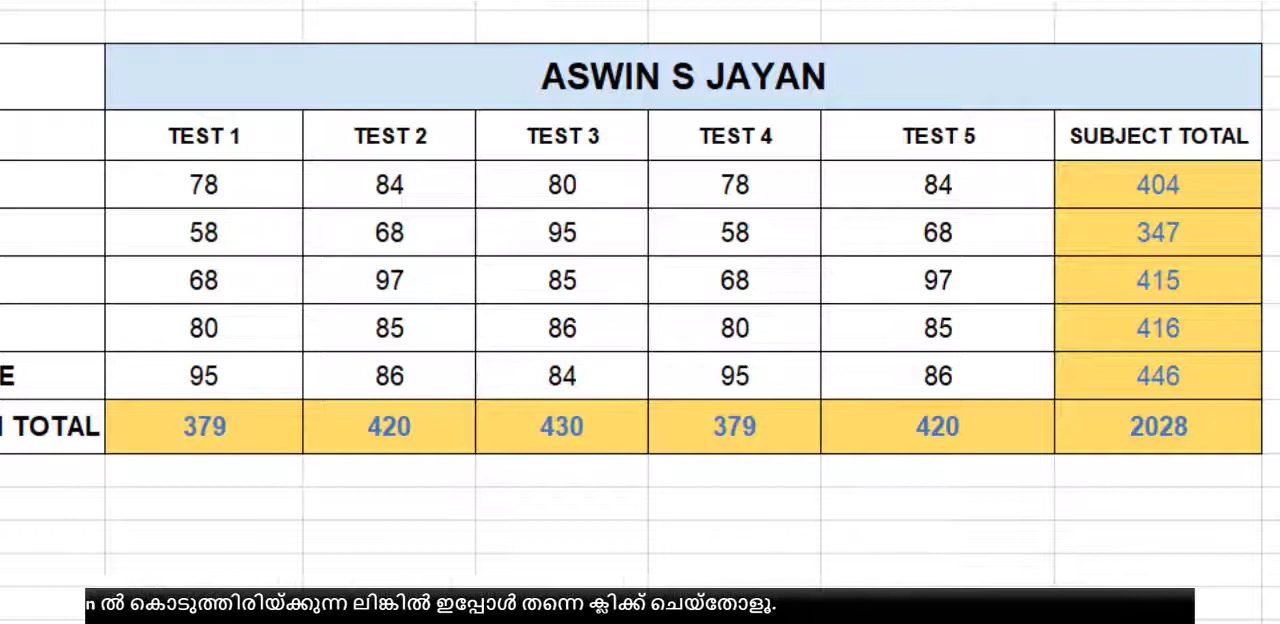 ASWIN S JAYAN
TEST 1 TEST 2 TEST 3 TEST 4 TEST 5 SUBJECT TOTAL
78 84 80 78 84 404
58 68 95 58 68 347
68 97 85 68 97 415
80 85 86 80 85 416
E 95 86 84 95 86 446
TOTAL 379 420 430 379 420 2028
n ൽ കൊടുത്തിരിയ്ക്കുന്ന ലിങ്കിൽ ഇപ്പോൾ തന്നെ ക്ലിക്ക് ചെയ്തോളൂ.